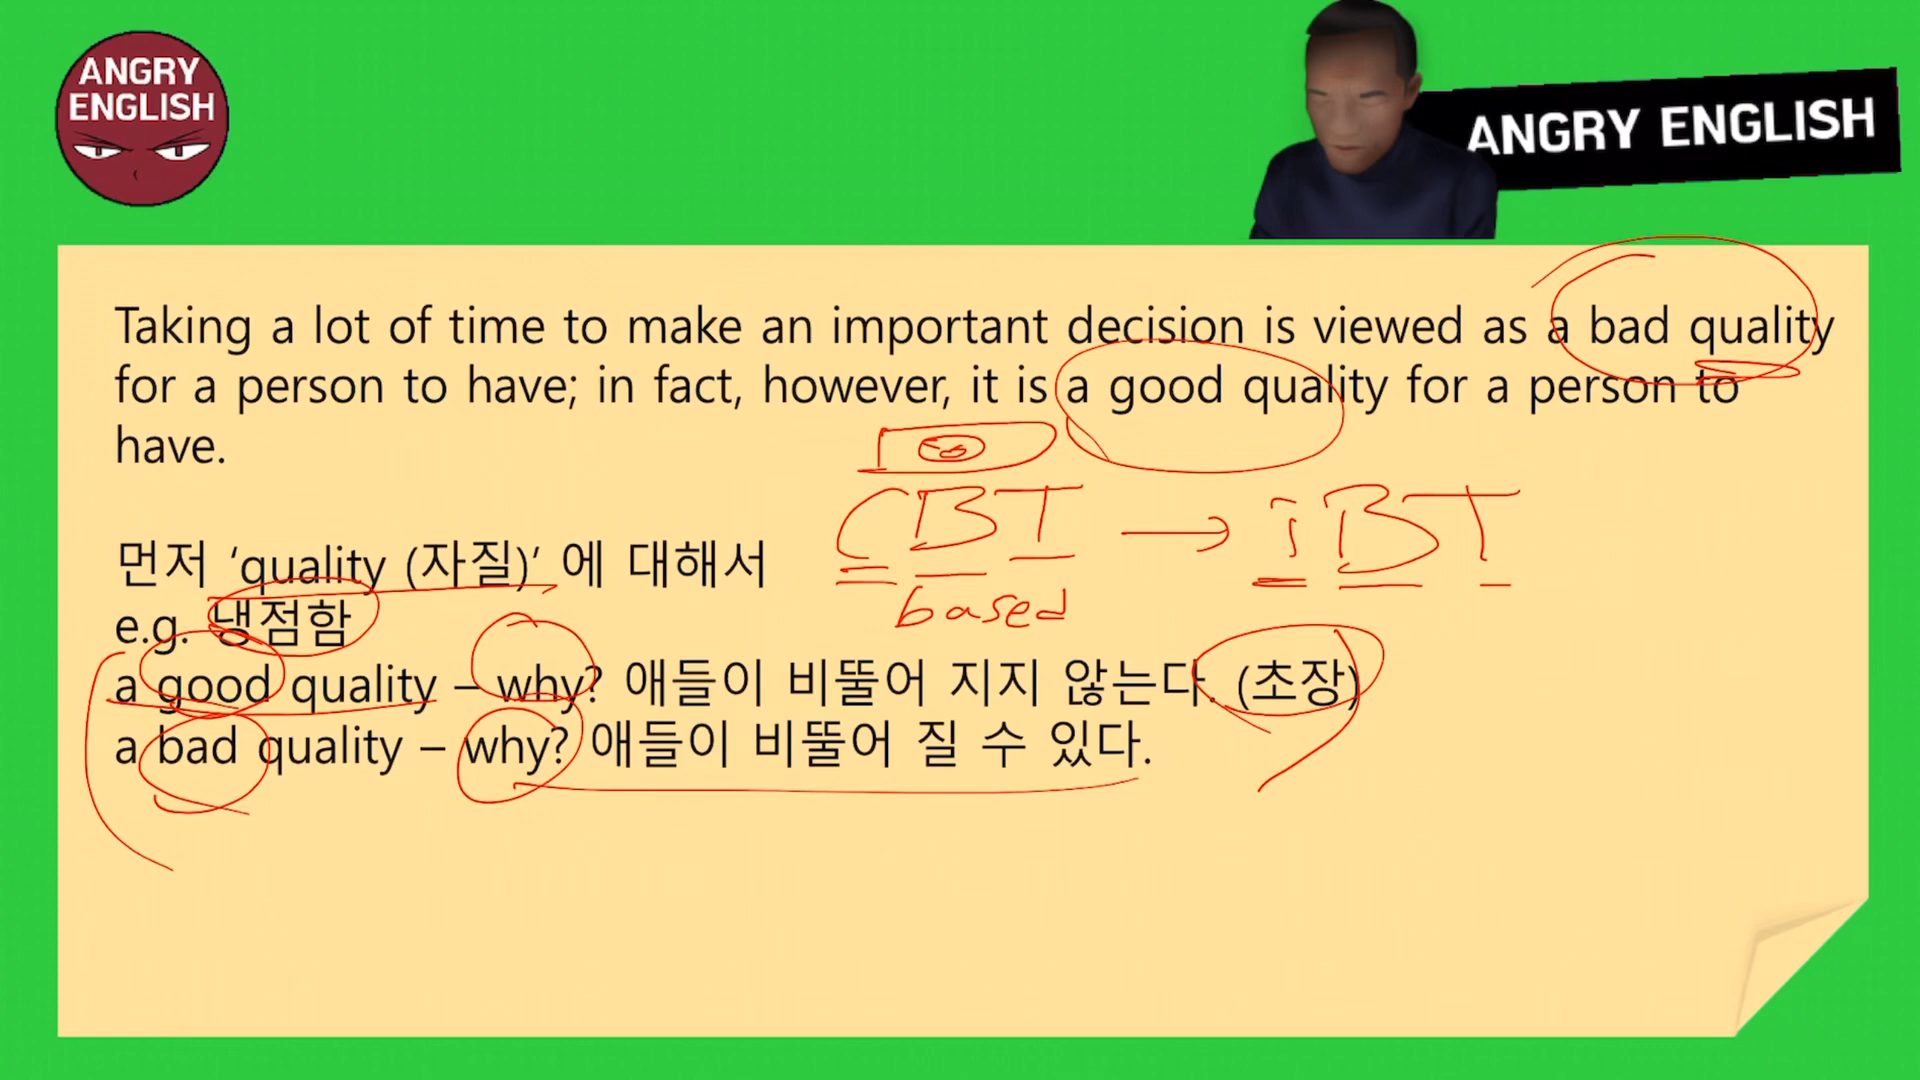 ANGRY
ENGLISH
ANGRY ENGLISH
Taking a lot of time to make an important decision is viewed as a bad quality
for a person to have; in fact, however, it is a good quality for a person to
have.
CBT → IBT
based
먼저 ‘quality (자질)’ 에 대해서
e.g. 냉점함
a good quality – why? 애들이 비뚤어 지지 않는다. (초장)
a bad quality – why? 애들이 비뚤어 질 수 있다.